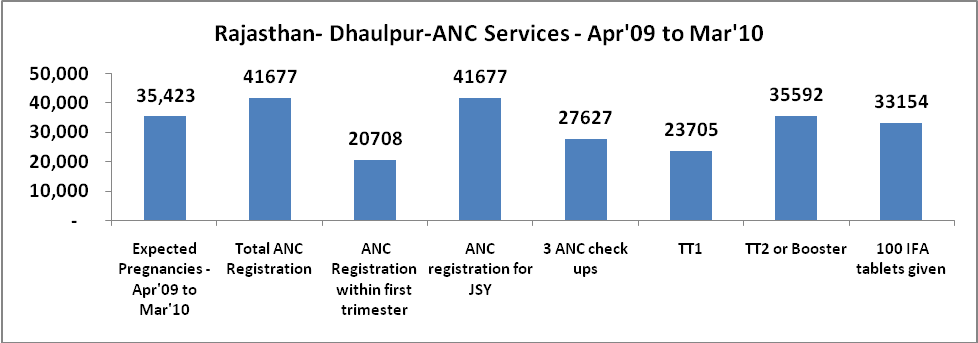 Rajasthan- Dhaulpur-ANC Services - Apr'09 to Mar'10
50,000
40,000
30,000
20,000
10,000
-
35,423
41677
20708
41677
27627
23705
35592
33154
Expected
Pregnancies -
Apr'09 to
Mar'10
Total ANC
Registration
ANC
Registration
within first
trimester
ANC
registration for
JSY
3 ANC check
ups
TT1
TT2 or Booster
100 IFA
tablets given